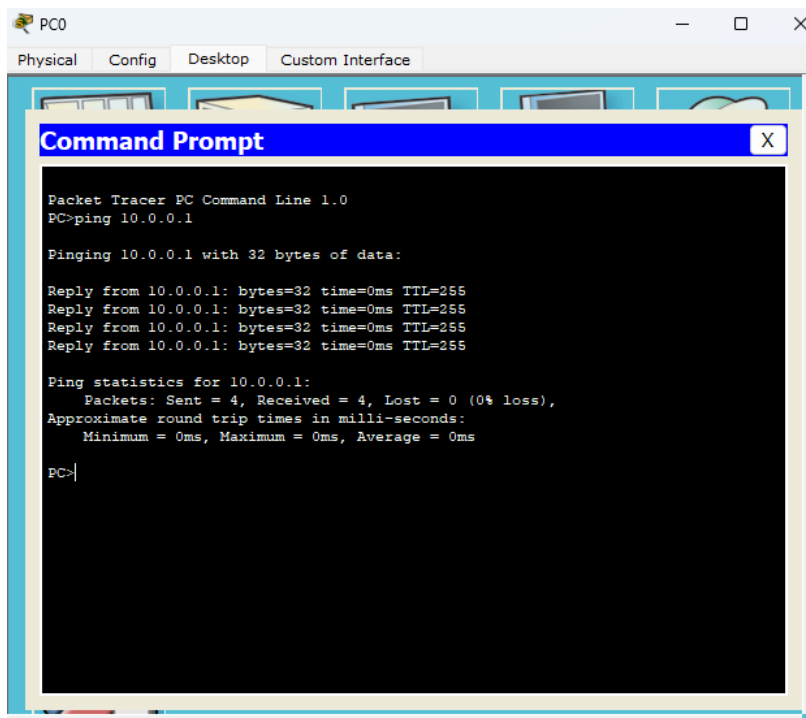 PC0
Physical Config Desktop Custom Interface
Command Prompt
X
Packet Tracer PC Command Line 1.0
PC>ping 10.0.0.1
Pinging 10.0.0.1 with 32 bytes of data:
Reply from 10.0.0.1: bytes=32 time=0ms TTL=255
Reply from 10.0.0.1: bytes=32 time=0ms TTL=255
Reply from 10.0.0.1: bytes=32 time=0ms TTL=255
Reply from 10.0.0.1: bytes=32 time=0ms TTL=255
Ping statistics for 10.0.0.1:
Packets: Sent = 4, Received = 4, Lost = 0 (0% loss),
Approximate round trip times in milli-seconds:
Minimum = 0ms, Maximum = 0ms, Average = 0ms
PC>